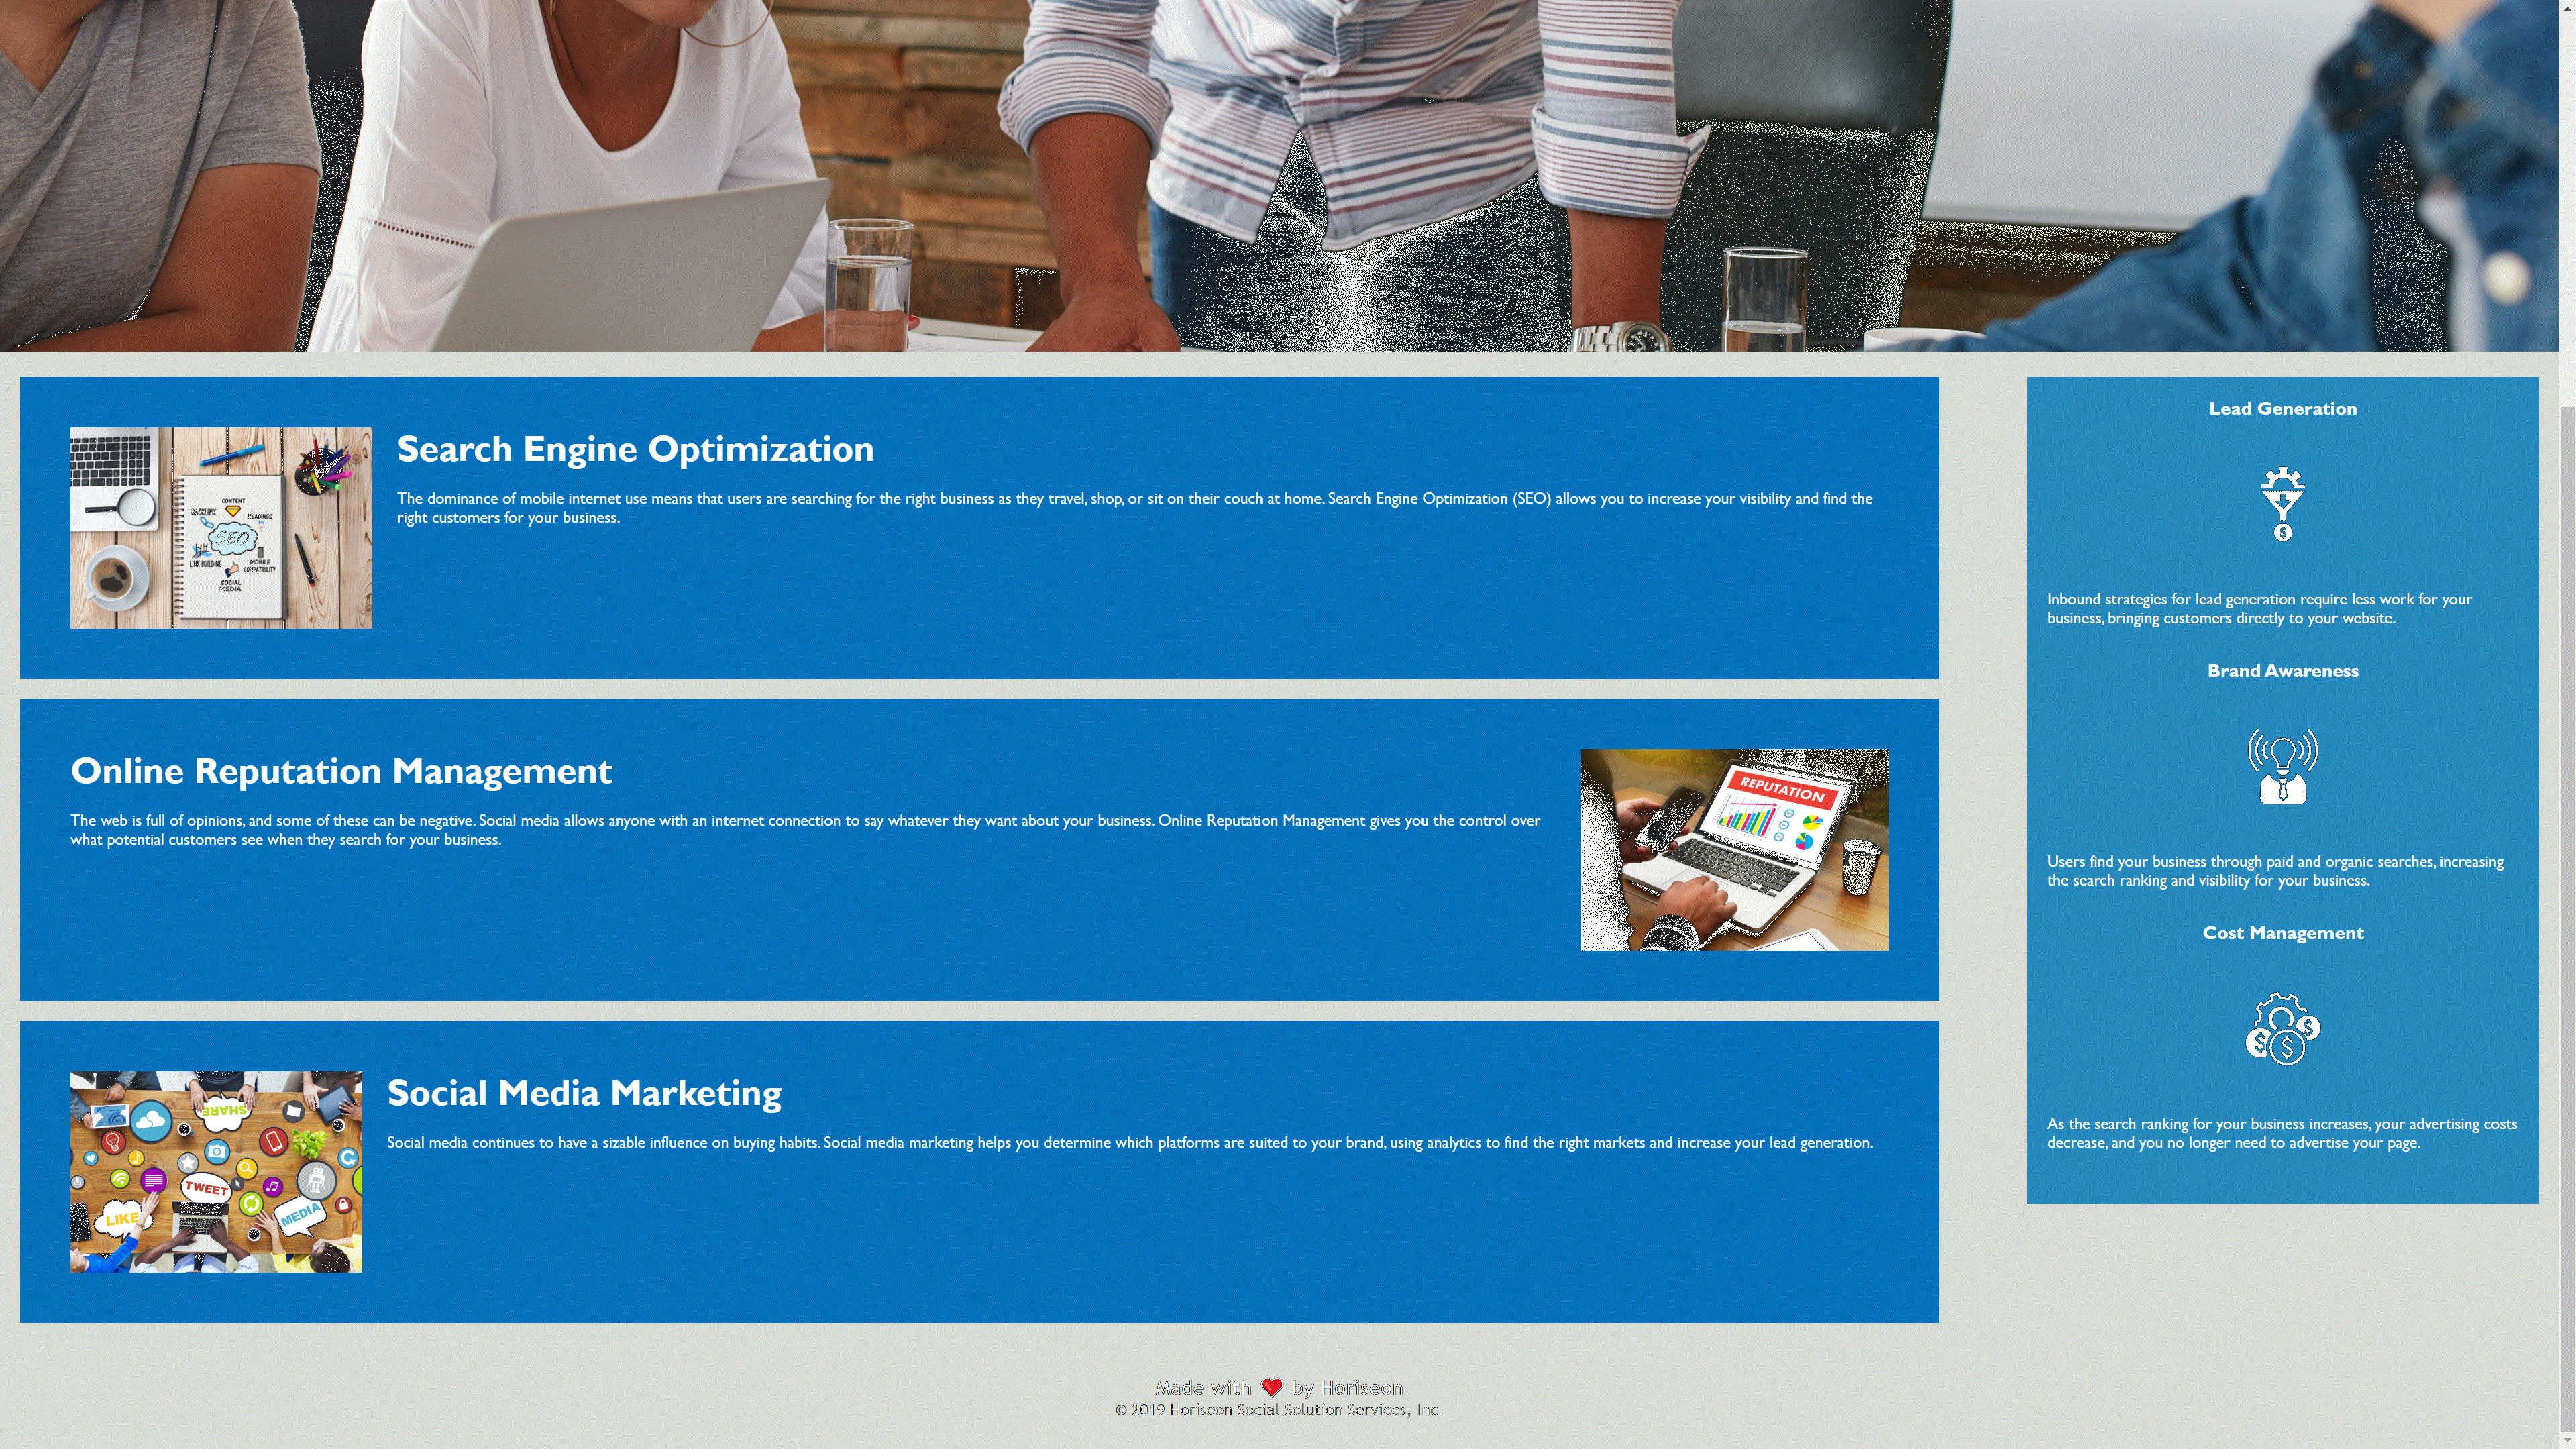 Search Engine Optimization
The dominance of mobile internet use means that users are searching for the right business as they travel, shop, or sit on their couch at home. Search Engine Optimization (SEO) allows you to increase your visibility and find the
right customers for your business.
CONTENT
HEADINGS
SEO
LINK BUILDING
MOBILE
COMPATIBILITY
SOCIAL
MEDIA
Online Reputation Management
The web is full of opinions, and some of these can be negative. Social media allows anyone with an internet connection to say whatever they want about your business. Online Reputation Management gives you the control over
what potential customers see when they search for your business.
REPUTATION
Social Media Marketing
Social media continues to have a sizable influence on buying habits. Social media marketing helps you determine which platforms are suited to your brand, using analytics to find the right markets and increase your lead generation.
SHARE
TWEET
LIKE
MEDIA
Lead Generation
$
Inbound strategies for lead generation require less work for your
business, bringing customers directly to your website.
Brand Awareness
Users find your business through paid and organic searches, increasing
the search ranking and visibility for your business.
Cost Management
$ $ $
As the search ranking for your business increases, your advertising costs
decrease, and you no longer need to advertise your page.
Made with ❤️ by Horiseon
© 2019 Horiseon Social Solution Services, Inc.